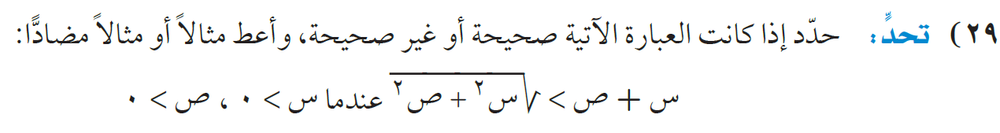 ٢٩) تحدٍّ: حدّد إذا كانت العبارة الآتية صحيحة أو غير صحيحة، وأعط مثالاً أو مثالاً مضادًّا:
س + ص > √(س٢ + ص٢) عندما س > ٠ ، ص > ٠